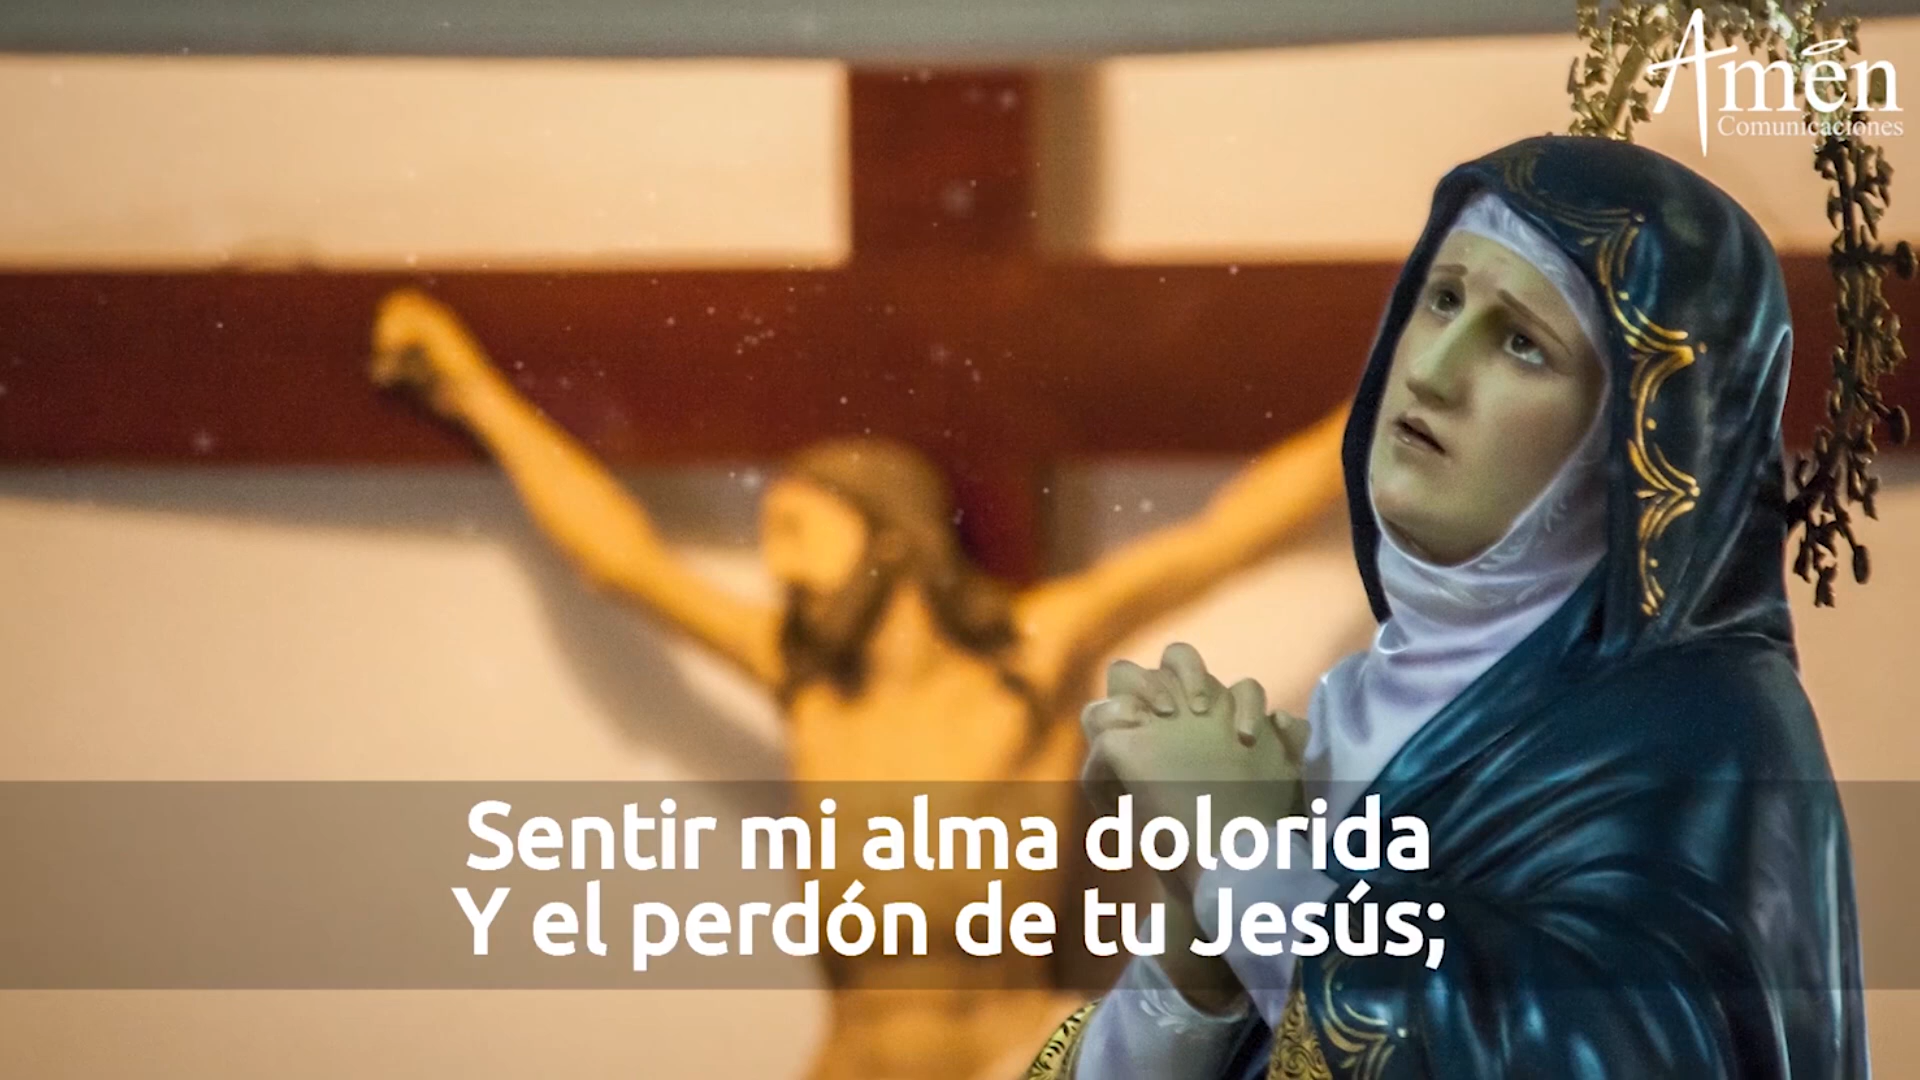 Amén
Comunicaciones
Sentir mi alma dolorida
Y el perdón de tu Jesús;